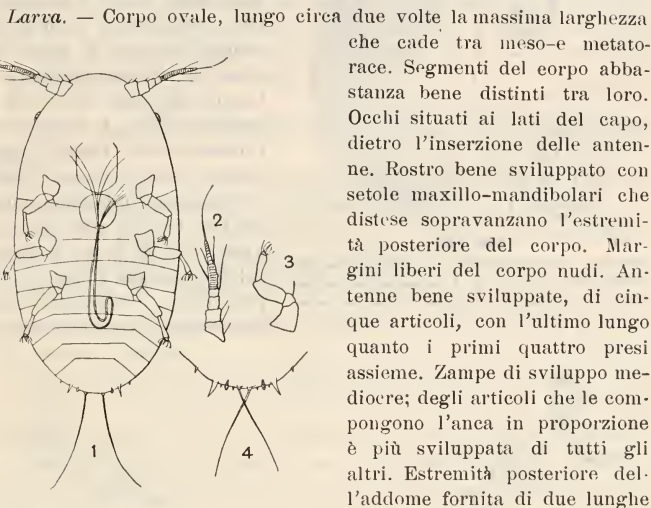 Larva. — Corpo ovale, lungo circa due volte la massima larghezza
che cade tra meso-e metato-
race. Segmenti del corpo abba-
stanza bene distinti tra loro.
Occhi situati ai lati del capo,
dietro l'inserzione delle anten-
ne. Rostro bene sviluppato con
setole maxillo-mandibolari che
distese sopravanzano l'estremi-
tà posteriore del corpo. Mar-
gini liberi del corpo nudi. An-
tenne bene sviluppate, di cin-
que articoli, con l'ultimo lungo
quanto i primi quattro presi
assieme. Zampe di sviluppo me-
diocre; degli articoli che le com-
pongono l'anca in proporzione
è più sviluppata di tutti gli
altri. Estremità posteriore del-
l'addome fornita di due lunghe
2
3
1
4